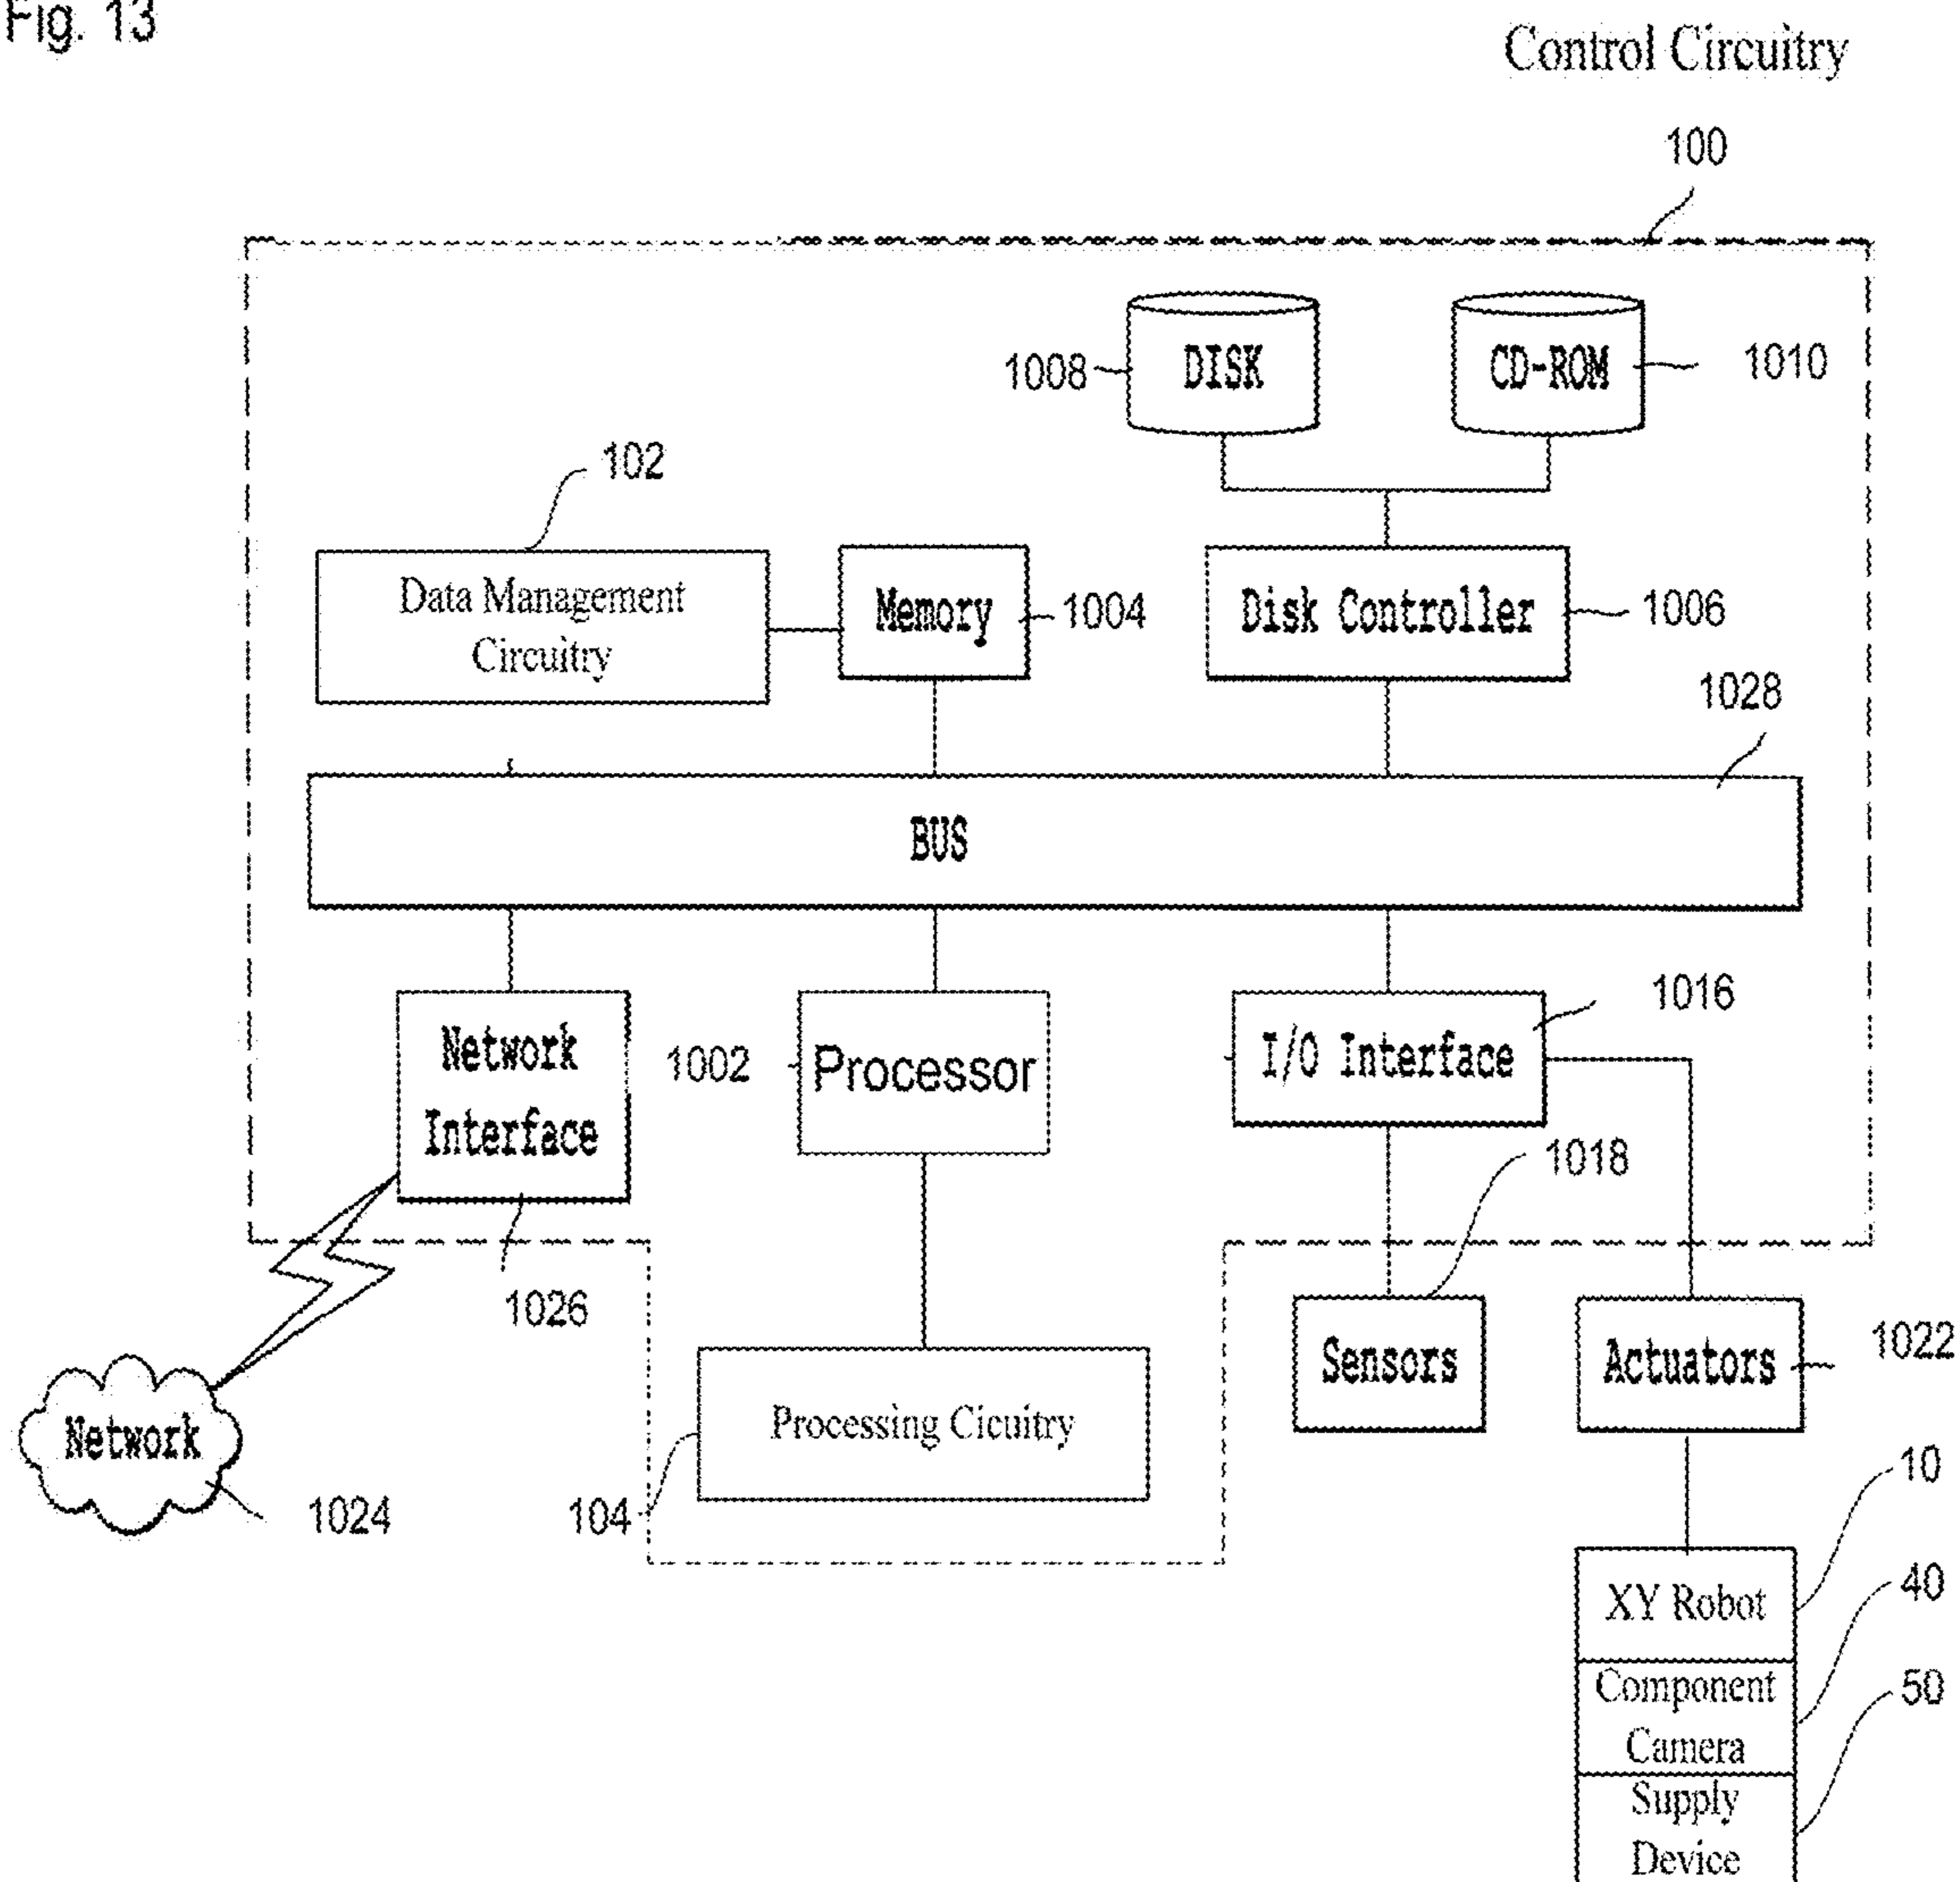 Fig. 13
Control Circuitry
100
1008
DISK
CD-ROM
1010
102
Data Management
Circuitry
Memory
1004
Disk Controller
1006
1028
BUS
Network
Interface
1002
Processor
I/O Interface
1016
1018
1026
Sensors
Actuators
1022
Processing Cicuitry
104
Network
1024
10
XY Robot
40
Component
Camera
50
Supply
Device